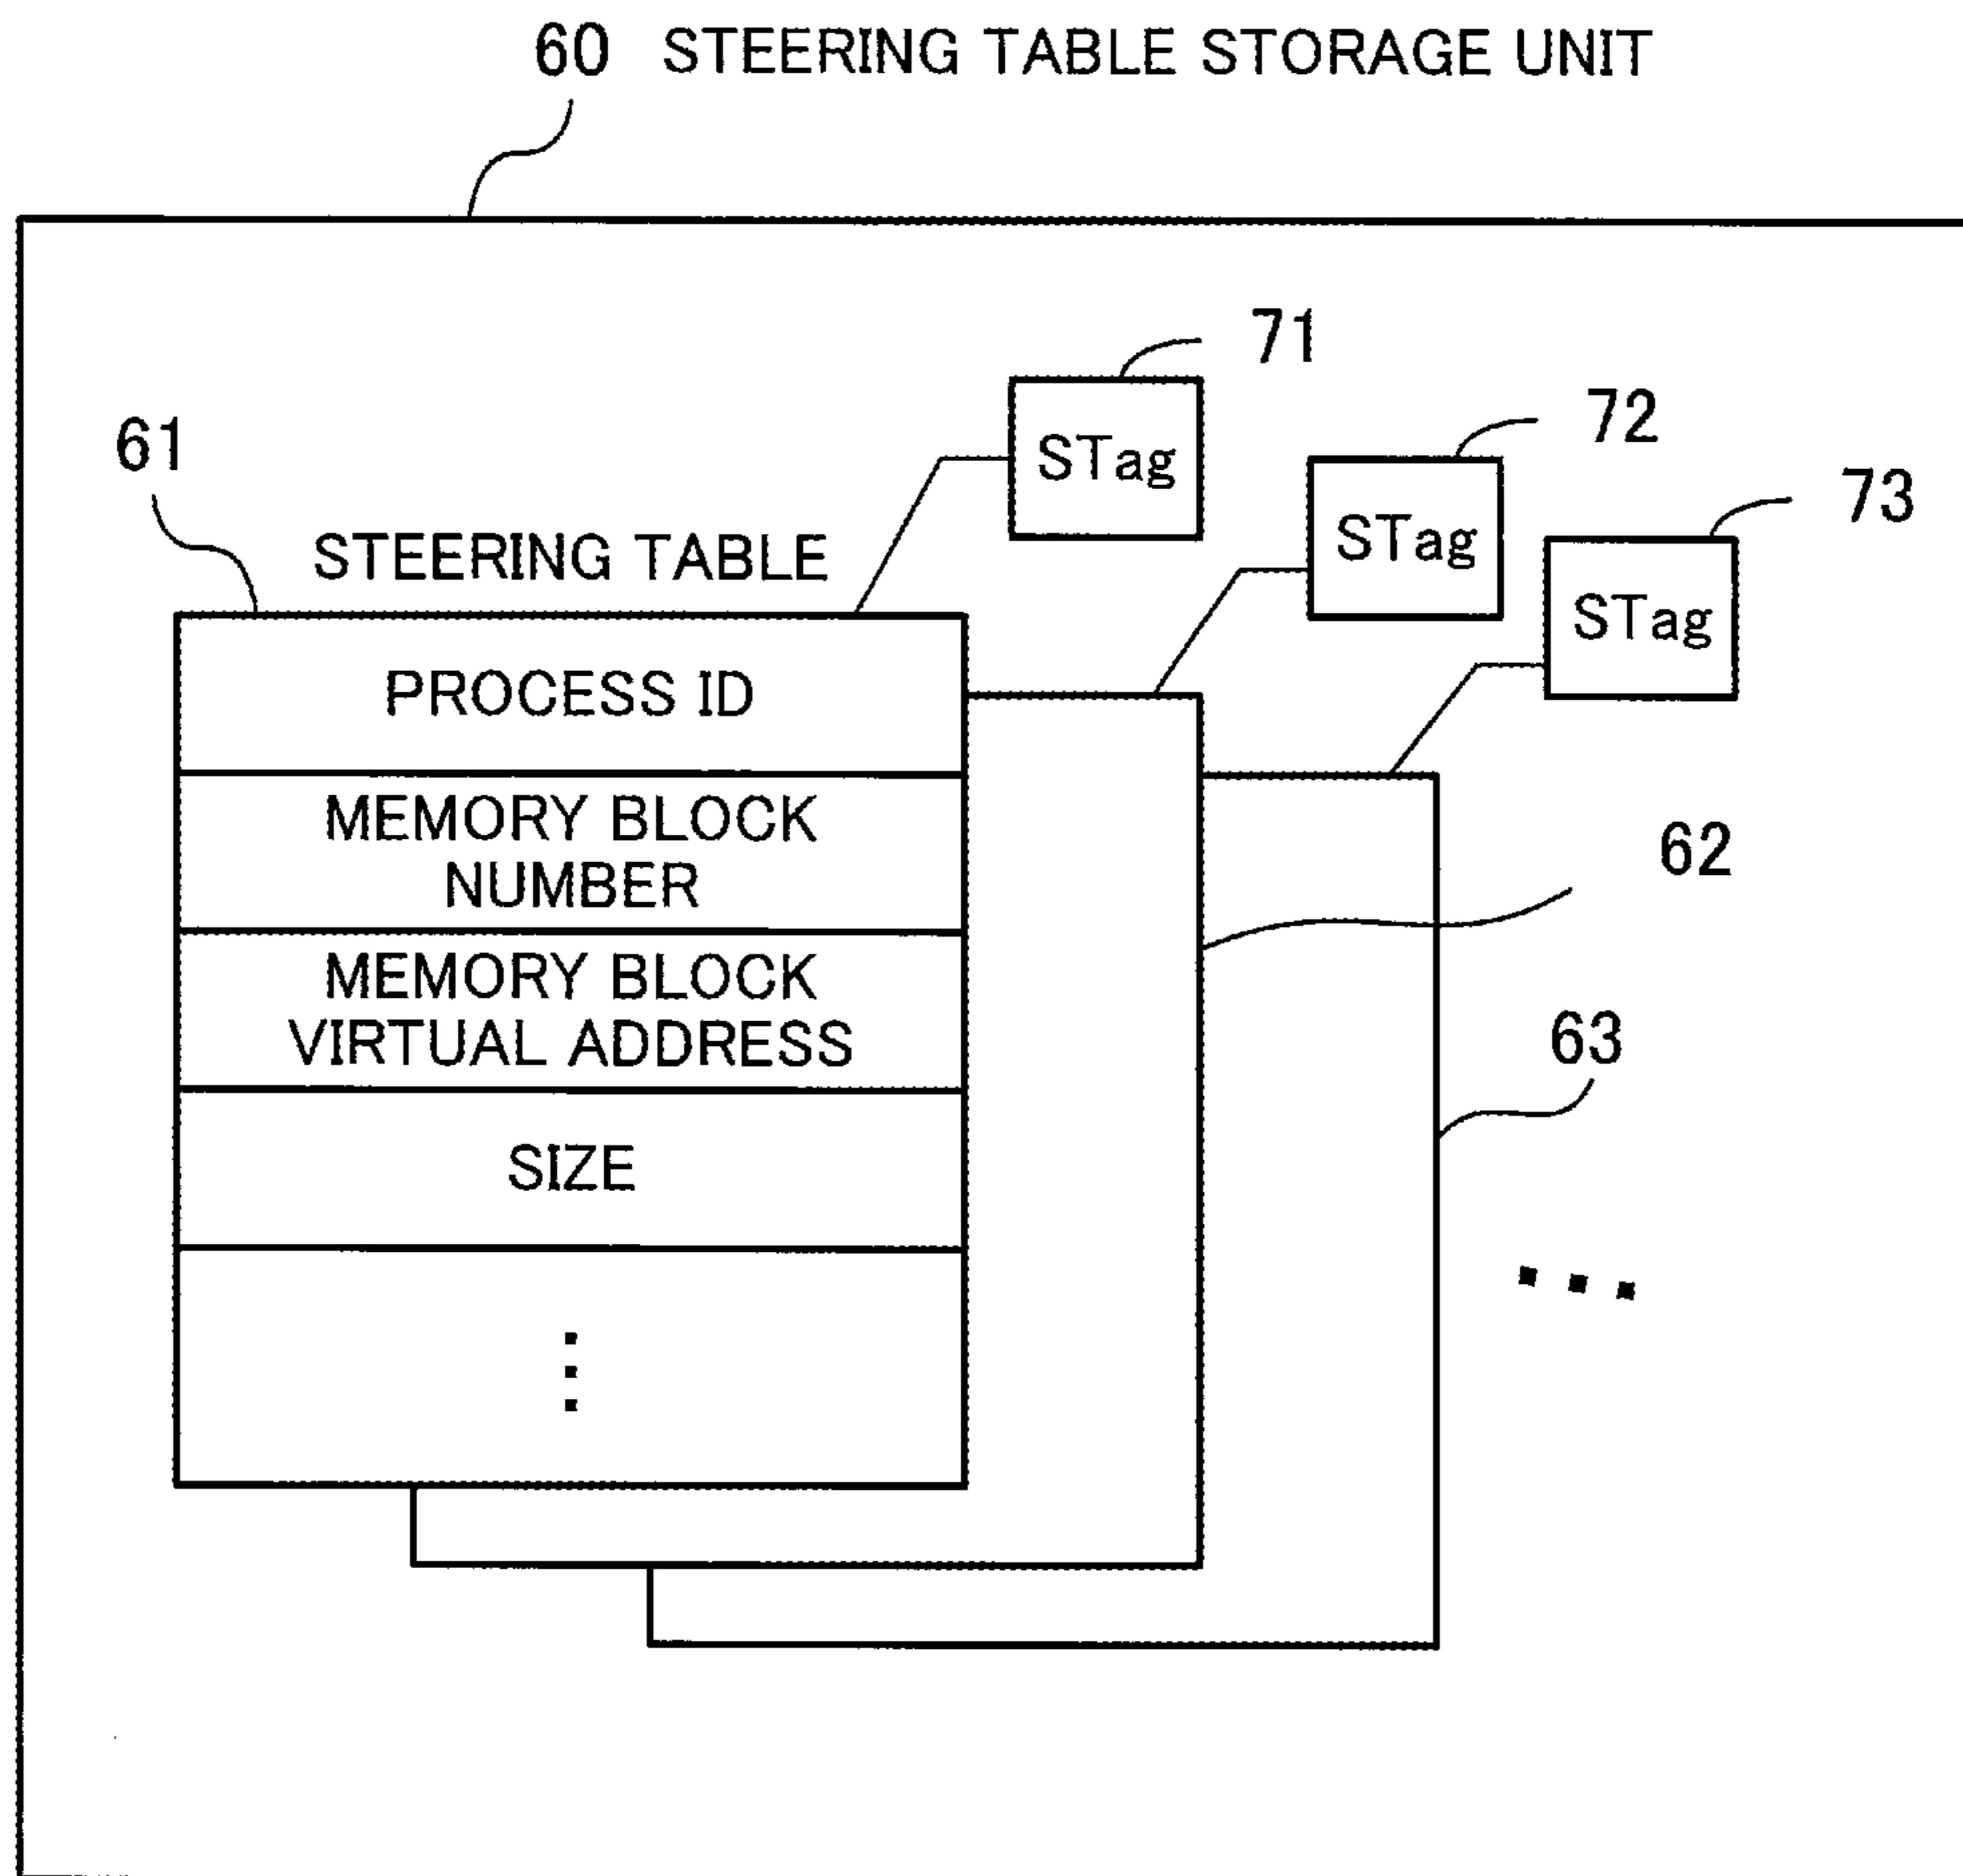 60 STEERING TABLE STORAGE UNIT
71
STag
72
STag
73
STag
61
STEERING TABLE
PROCESS ID
MEMORY BLOCK
NUMBER
MEMORY BLOCK
VIRTUAL ADDRESS
SIZE
62
63